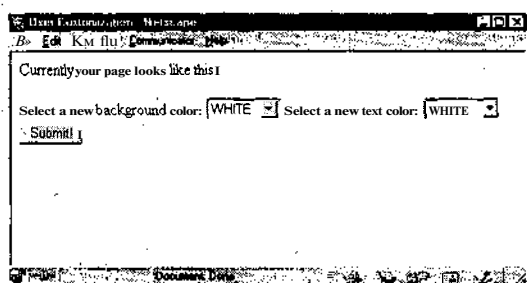 User Customization - Netscape
Edit Communicator Help
Currently your page looks like this!
Select a new background color: WHITE Select a new text color: WHITE
Submit!
Document: Done